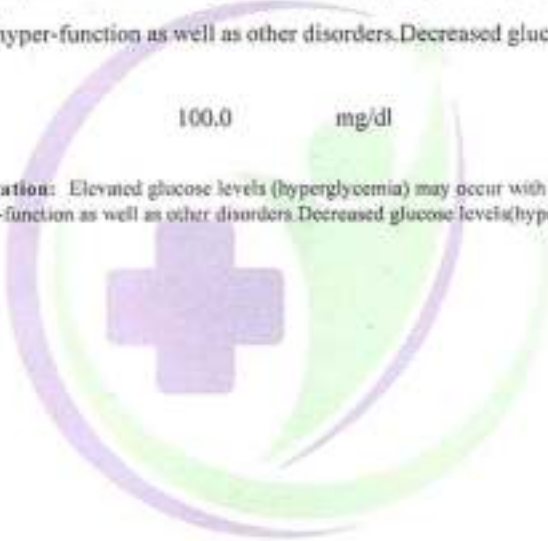 hyper-function as well as other disorders.Decreased gluc
100.0 mg/dl
ation: Elevated glucose levels (hyperglycemia) may occur with
-function as well as other disorders.Decreased glucose levels(hyp